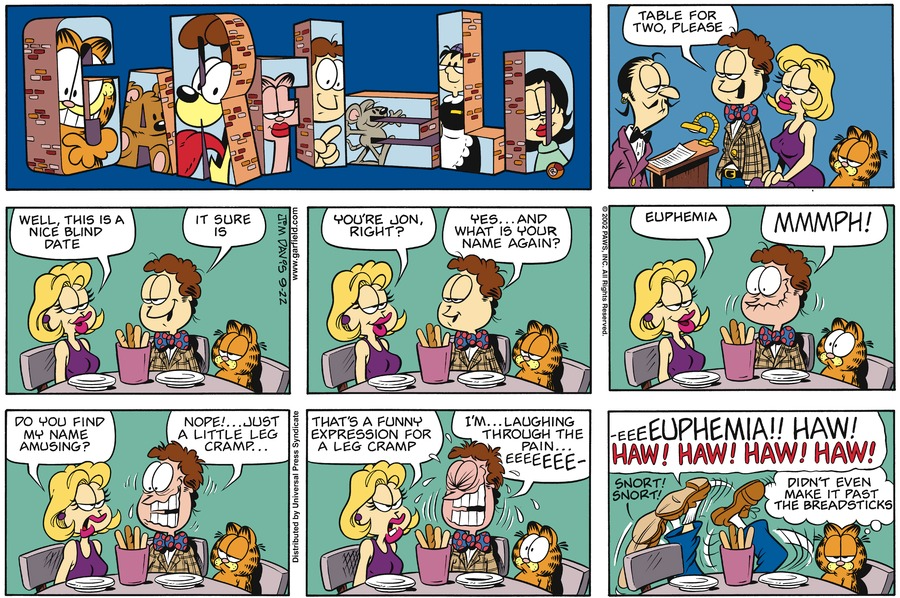 GARFIELD
TABLE FOR
TWO, PLEASE
WELL, THIS IS A
NICE BLIND
DATE
IT SURE
IS
JIM DAVIS 9-22
www.garfield.com
YOU'RE JON,
RIGHT?
YES...AND
WHAT IS YOUR
NAME AGAIN?
© 2002 PAWS, INC. All Rights Reserved.
EUPHEMIA
MMMPH!
DO YOU FIND
MY NAME
AMUSING?
NOPE!...JUST
A LITTLE LEG
CRAMP...
Distributed by Universal Press Syndicate
THAT'S A FUNNY
EXPRESSION FOR
A LEG CRAMP
I'M...LAUGHING
THROUGH THE
PAIN...
EEEEEEE-
-EEEEUPHEMIA!! HAW!
HAW! HAW! HAW! HAW!
SNORT!
SNORT!
DIDN'T EVEN
MAKE IT PAST
THE BREADSTICKS